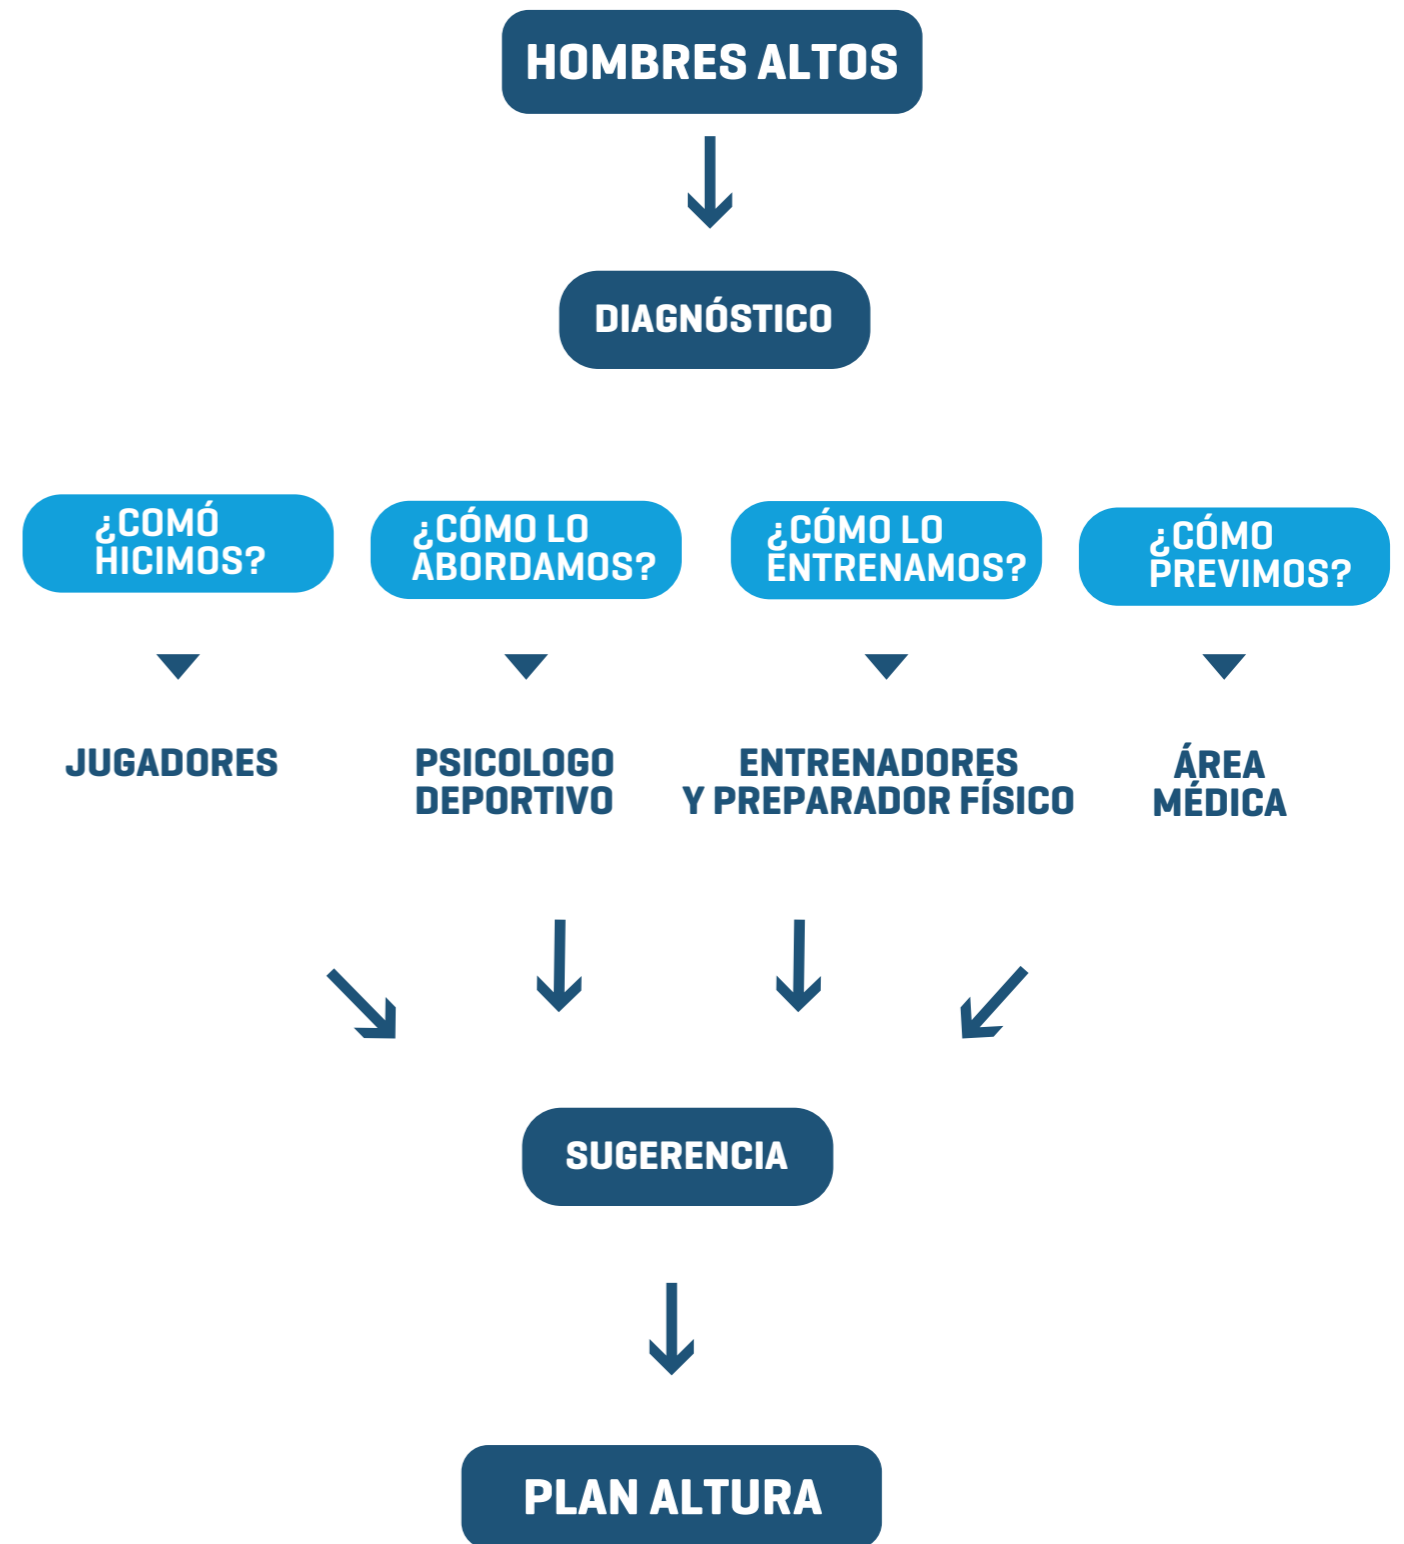 HOMBRES ALTOS
DIAGNÓSTICO
¿COMÓ
HICIMOS?
¿CÓMO LO
ABORDAMOS?
¿CÓMO LO
ENTRENAMOS?
¿CÓMO
PREVIMOS?
JUGADORES
PSICOLOGO
DEPORTIVO
ENTRENADORES
Y PREPARADOR FÍSICO
ÁREA
MÉDICA
SUGERENCIA
PLAN ALTURA